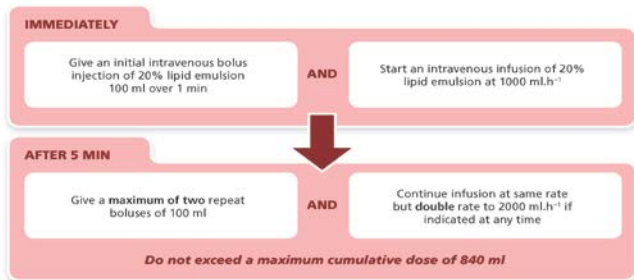 IMMEDIATELY
Give an initial intravenous bolus
injection of 20% lipid emulsion
100 ml over 1 min
AND
Start an intravenous infusion of 20%
lipid emulsion at 1000 ml.h⁻¹
AFTER 5 MIN
Give a maximum of two repeat
boluses of 100 ml
AND
Continue infusion at same rate
but double rate to 2000 ml.h⁻¹ if
indicated at any time
Do not exceed a maximum cumulative dose of 840 ml